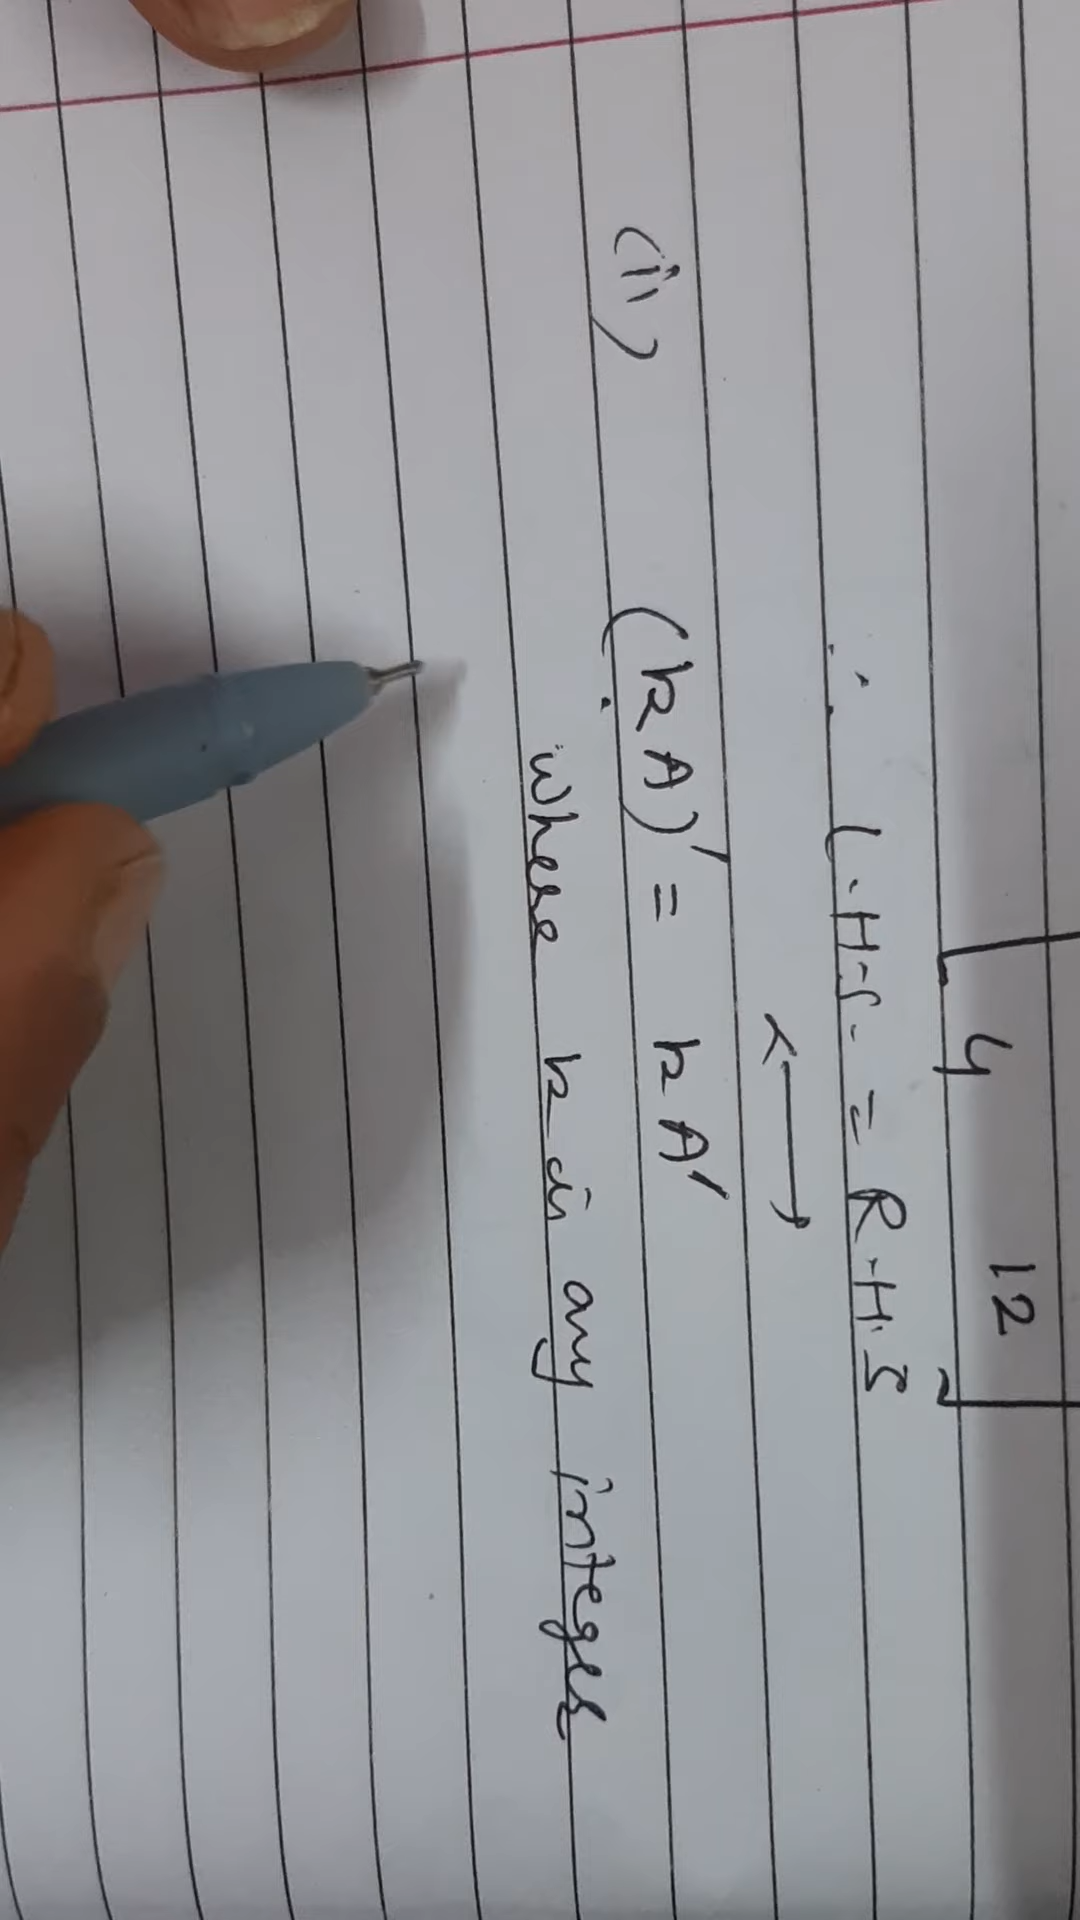 4 12
∴ L.H.S. = R.H.S
(ii) (kA)' = kA'
where k is any integer